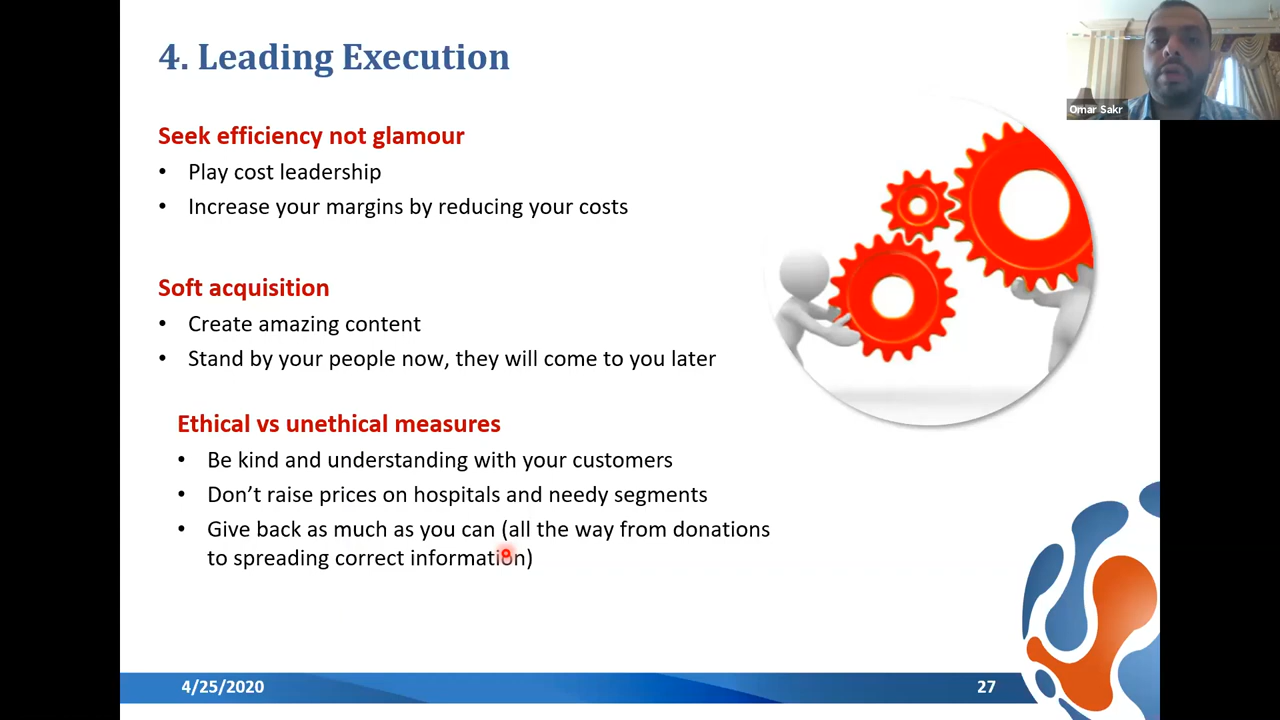 4. Leading Execution
Omar Sakr
Seek efficiency not glamour
• Play cost leadership
• Increase your margins by reducing your costs
Soft acquisition
• Create amazing content
• Stand by your people now, they will come to you later
Ethical vs unethical measures
• Be kind and understanding with your customers
• Don’t raise prices on hospitals and needy segments
• Give back as much as you can (all the way from donations
to spreading correct information)
4/25/2020
27